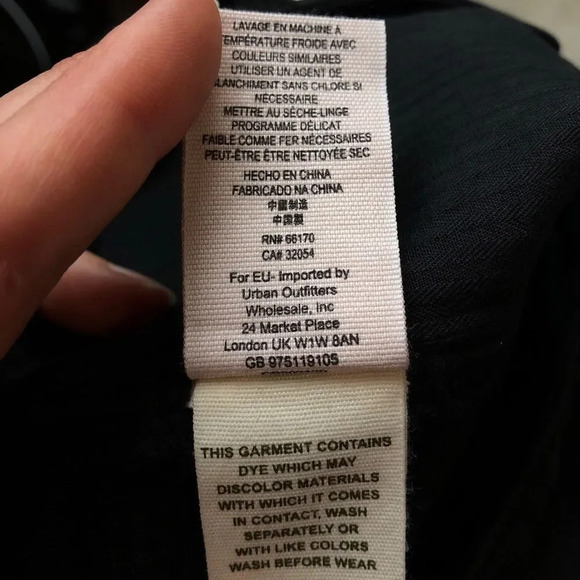 LAVAGE EN MACHINE À
TEMPÉRATURE FROIDE AVEC
COULEURS SIMILAIRES
UTILISER UN AGENT DE
BLANCHIMENT SANS CHLORE SI
NÉCESSAIRE
METTRE AU SÈCHE-LINGE
PROGRAMME DÉLICAT
FAIBLE COMME FER NÉCESSAIRES
PEUT-ÊTRE ÊTRE NETTOYÉE SEC
HECHO EN CHINA
FABRICADO NA CHINA
中國制造
中国製
RN# 66170
CA# 32054
For EU- Imported by
Urban Outfitters
Wholesale, Inc
24 Market Place
London UK W1W 8AN
GB 975119105
THIS GARMENT CONTAINS
DYE WHICH MAY
DISCOLOR MATERIALS
WITH WHICH IT COMES
IN CONTACT, WASH
SEPARATELY OR
WITH LIKE COLORS
WASH BEFORE WEAR